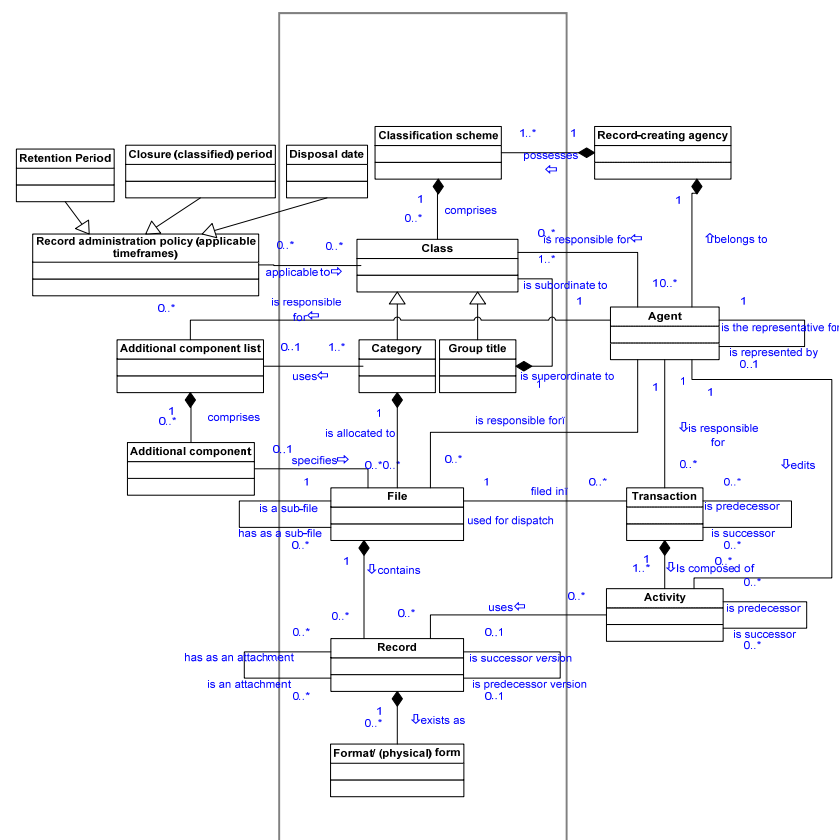 Classification scheme
1..*
1
Record-creating agency
Retention Period
Closure (classified) period
Disposal date
possesses
1
0..*
comprises
1
belongs to
Record administration policy (applicable
timeframes)
0..*
0..*
applicable to
Class
0..*
is responsible for
1..*
is subordinate to
10..*
0..*
is responsible
for
1
1
Agent
is the representative for
is represented by
0..1
Additional component list
0..1
1..*
uses
Category
Group title
is superordinate to
1
1
1
1
1
0..*
comprises
1
is allocated to
is responsible forï
is responsible
for
Additional component
0..1
specifies
0..*
0..*
0..*
0..*
edits
1
File
1
filed inï
0..*
Transaction
0..*
is a sub-file
has as a sub-file
0..*
used for dispatch
is predecessor
is successor
0..*
1
contains
1
1..*
Is composed of
0..*
0..*
0..*
0..*
uses
0..*
Activity
is predecessor
is successor
0..*
0..*
Record
0..1
has as an attachment
is an attachment
0..*
is successor version
is predecessor version
0..1
1
0..*
exists as
Format/ (physical) form